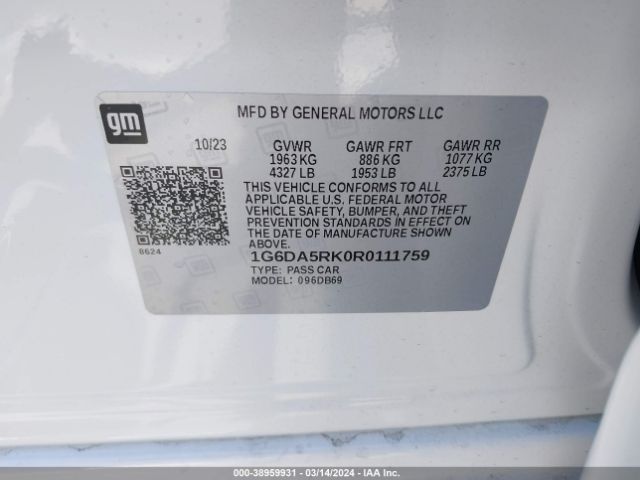 gm
MFD BY GENERAL MOTORS LLC
10/23 GVWR GAWR FRT GAWR RR
1963 KG 886 KG 1077 KG
4327 LB 1953 LB 2375 LB
THIS VEHICLE CONFORMS TO ALL
APPLICABLE U.S. FEDERAL MOTOR
VEHICLE SAFETY, BUMPER, AND THEFT
PREVENTION STANDARDS IN EFFECT
ON THE DATE OF MANUFACTURE SHOWN
ABOVE.
8624
1G6DA5RK0R0111759
TYPE: PASS CAR
MODEL: 096DB69
000-38959931 - 03/14/2024 - IAA Inc.